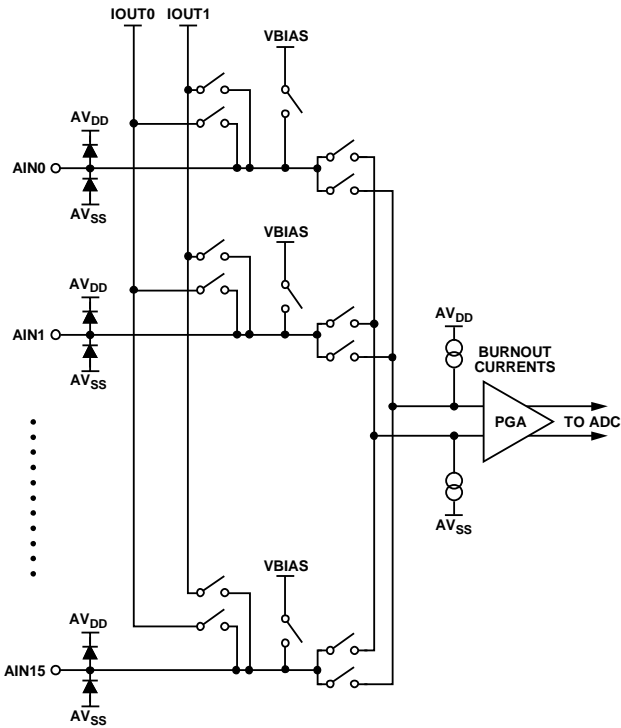 IOUT0 IOUT1
VBIAS
AVDD
AIN0
AVSS
VBIAS
AVDD
AIN1
AVSS
AVDD
BURNOUT
CURRENTS
PGA
TO ADC
AVSS
VBIAS
AVDD
AIN15
AVSS